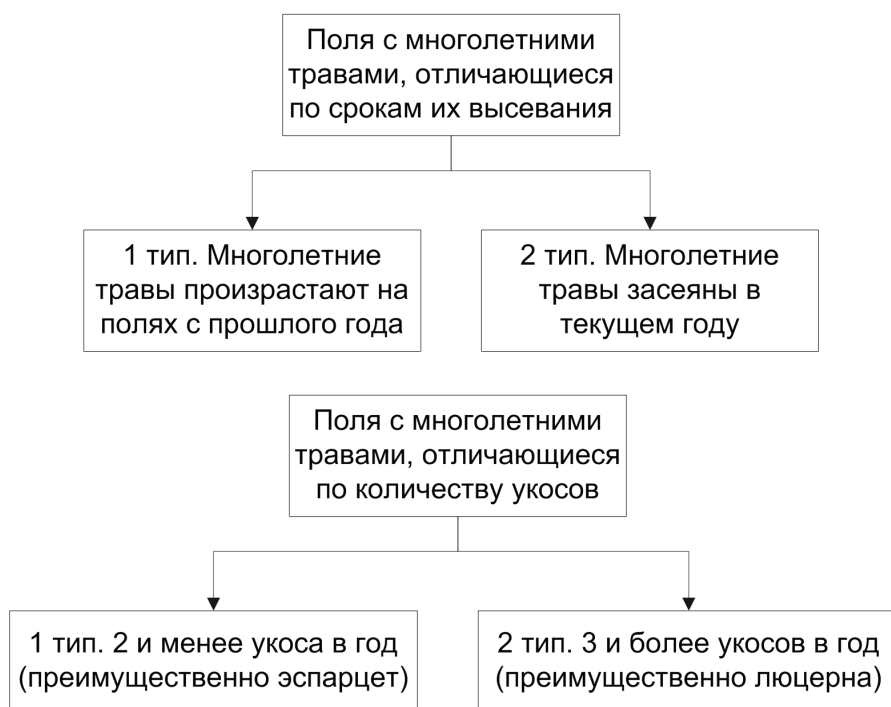 Поля с многолетними
травами, отличающиеся
по срокам их высевания
1 тип. Многолетние
травы произрастают на
полях с прошлого года
2 тип. Многолетние
травы засеяны в
текущем году
Поля с многолетними
травами, отличающиеся
по количеству укосов
1 тип. 2 и менее укоса в год
(преимущественно эспарцет)
2 тип. 3 и более укосов в год
(преимущественно люцерна)